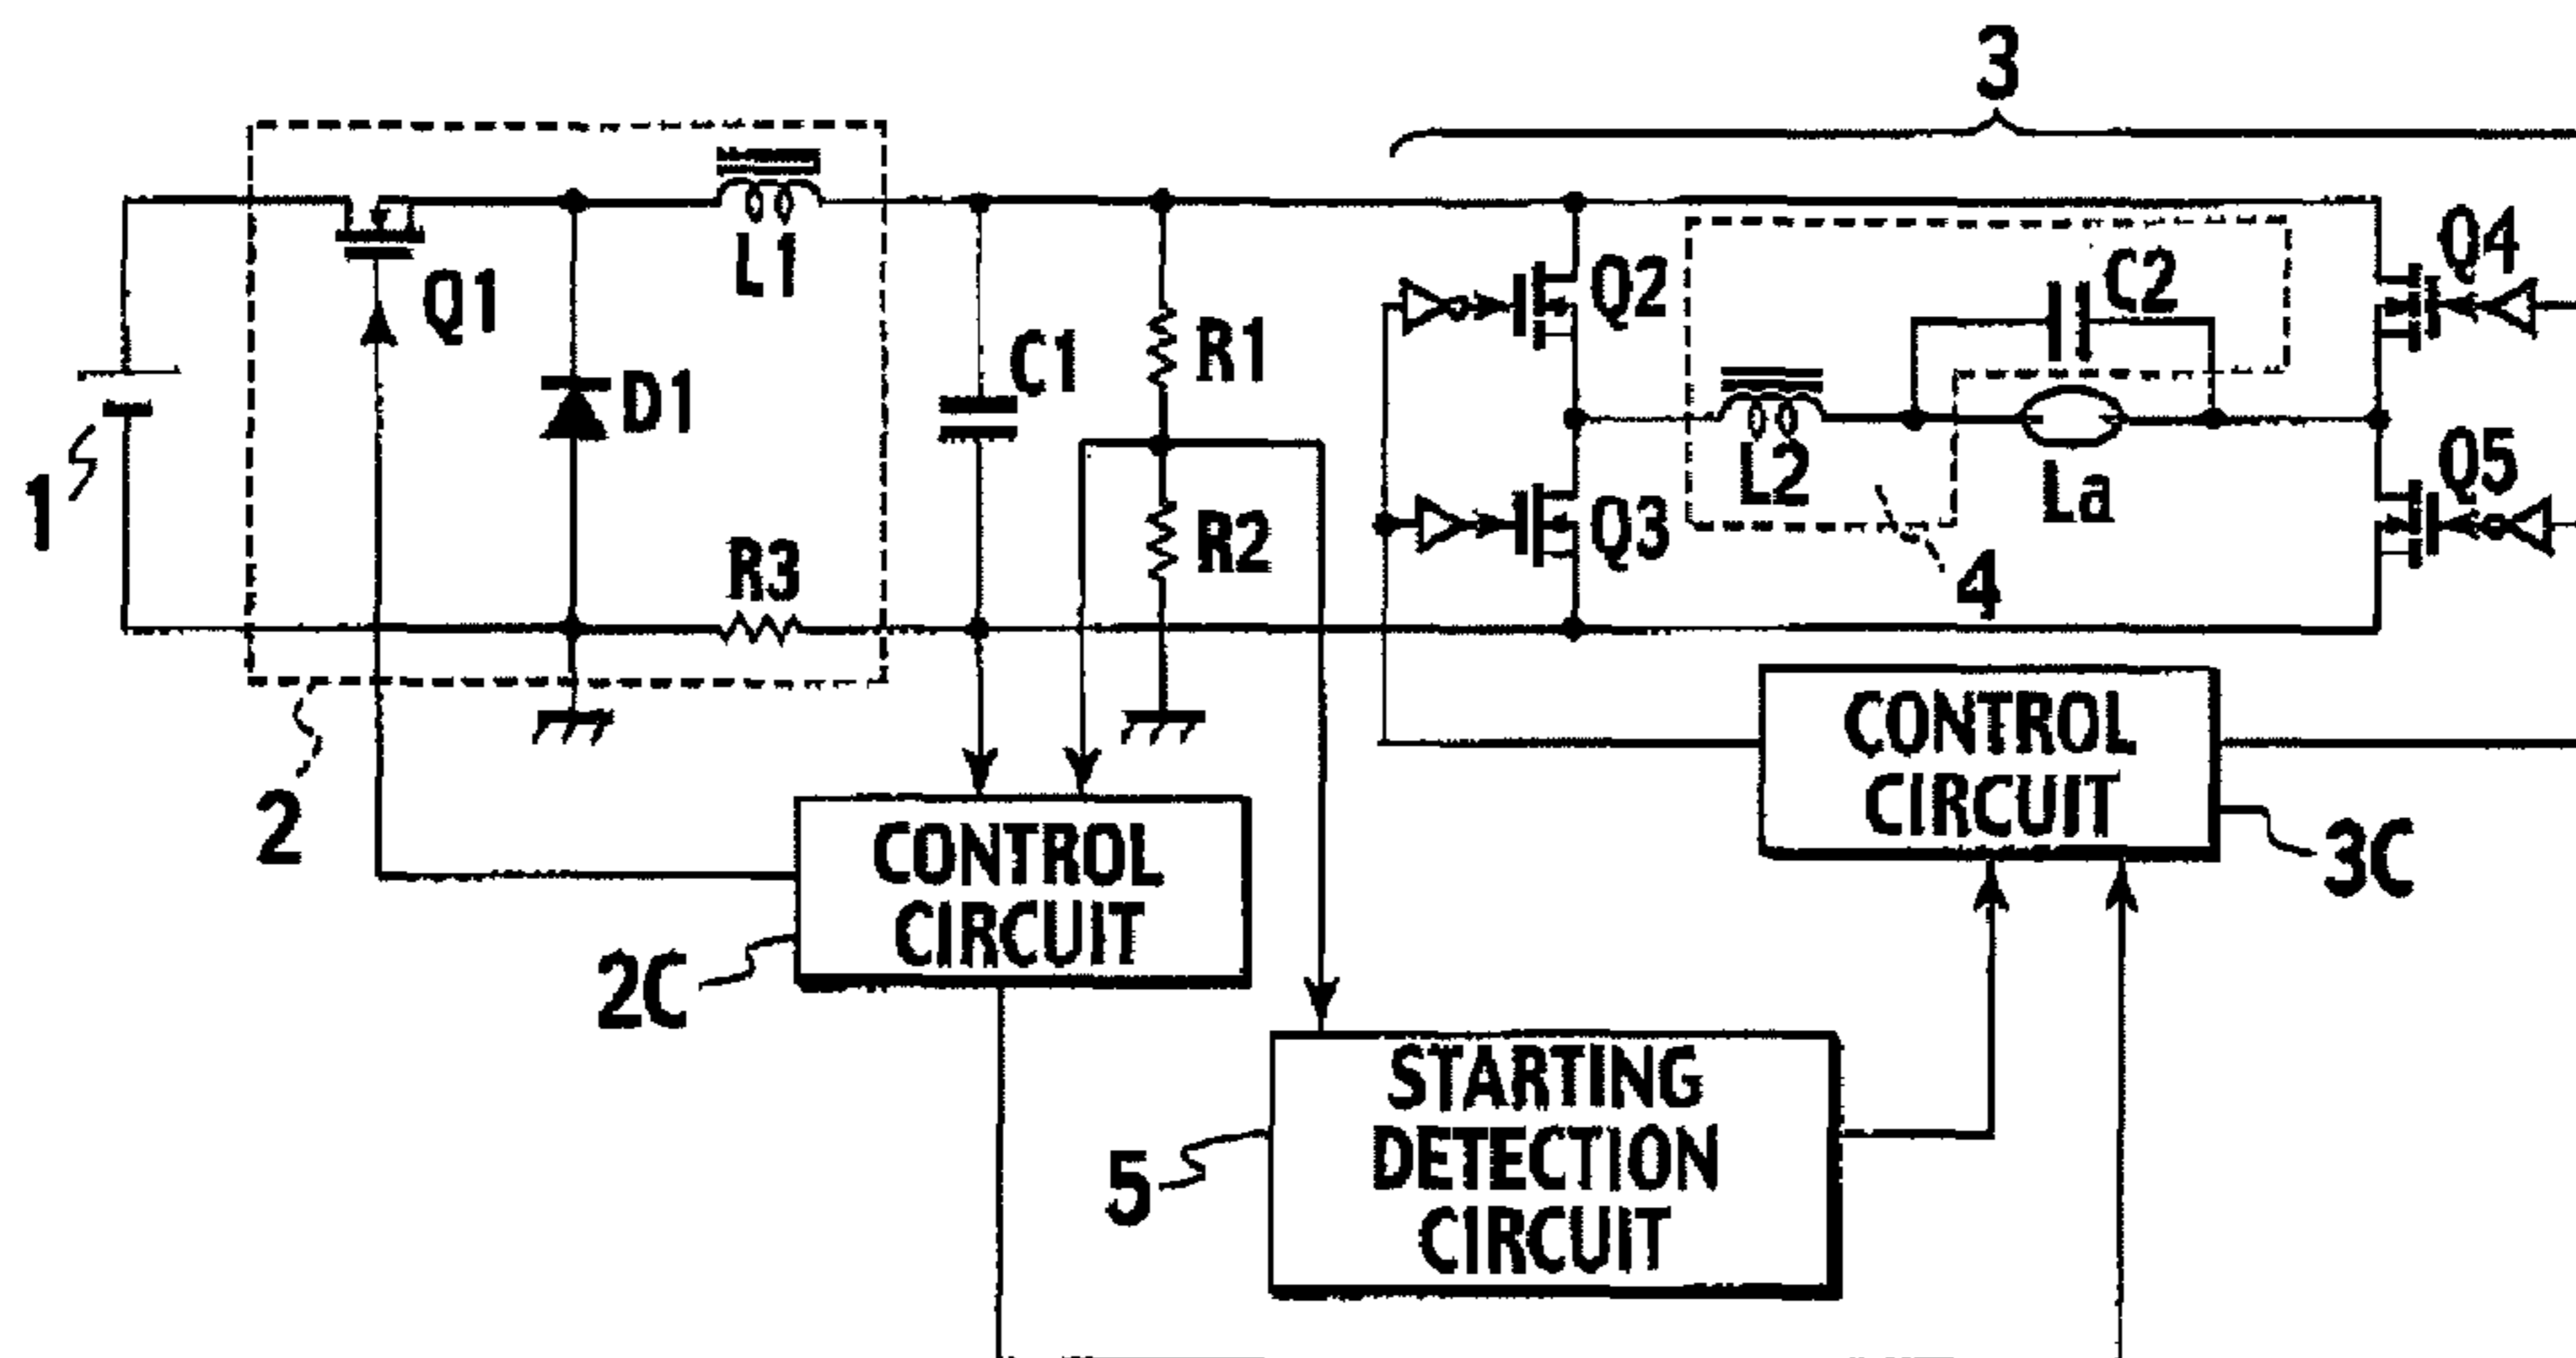 3
Q1
L1
D1
C1
R1
R2
R3
1
2
Q2
Q3
C2
L2
La
4
Q4
Q5
CONTROL
CIRCUIT
2C
CONTROL
CIRCUIT
3C
STARTING
DETECTION
CIRCUIT
5